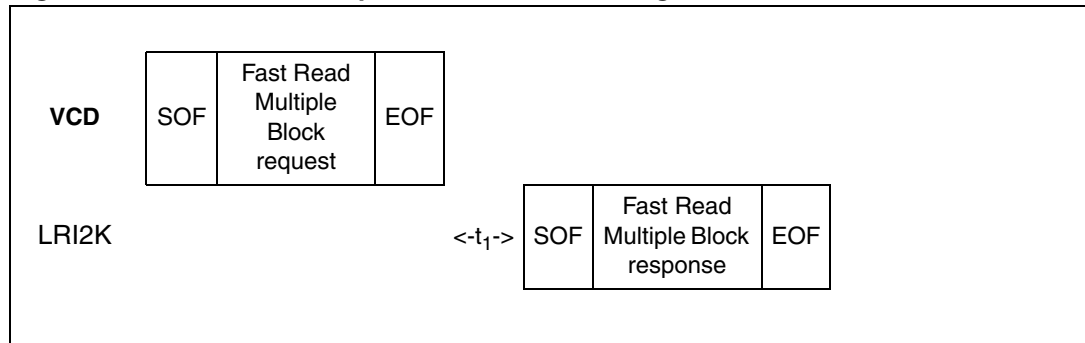 VCD
SOF
Fast Read
Multiple
Block
request
EOF
LRI2K
<-t₁->
SOF
Fast Read
Multiple Block
response
EOF